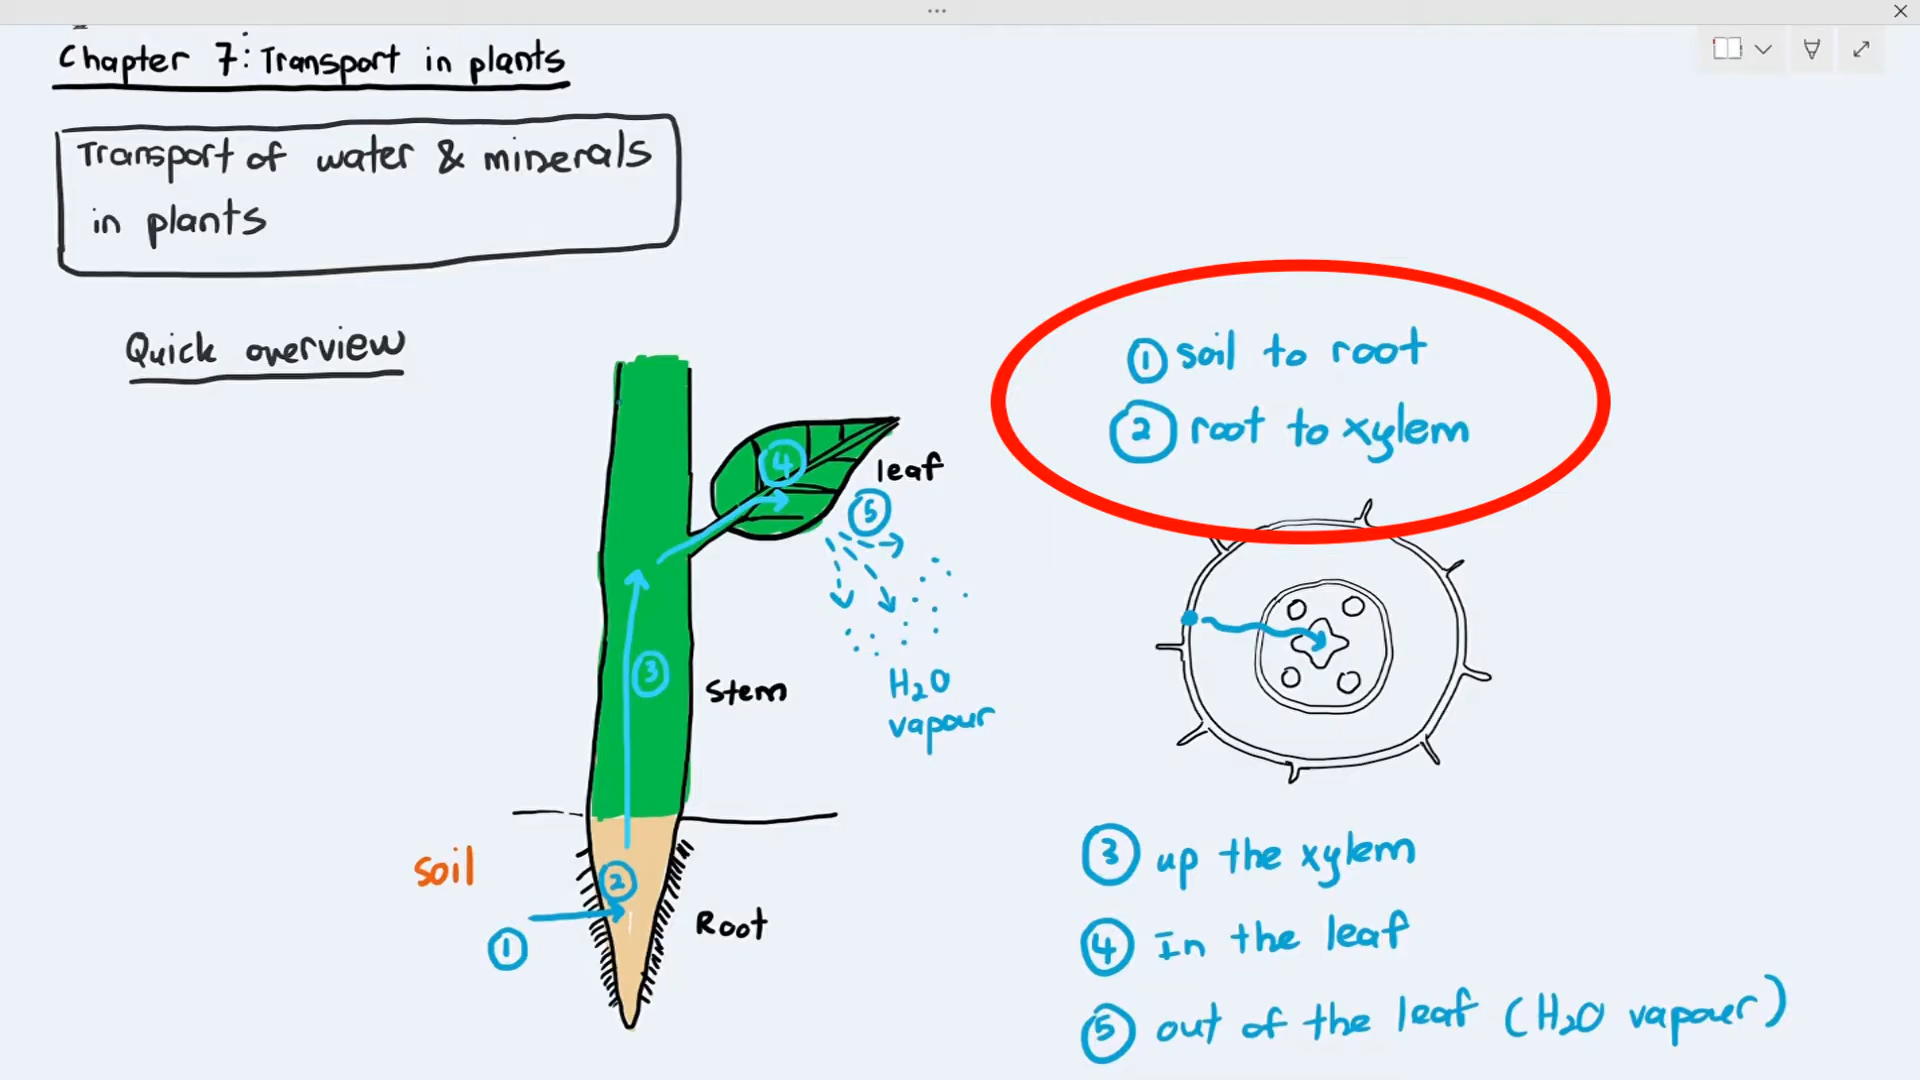 Chapter 7: Transport in plants
Transport of water & minerals
in plants
Quick overview
① soil to root
② root to xylem
④
leaf
⑤
③
Stem
H₂O
vapour
soil
②
①
Root
③ up the xylem
④ In the leaf
⑤ out of the leaf (H₂O vapour)